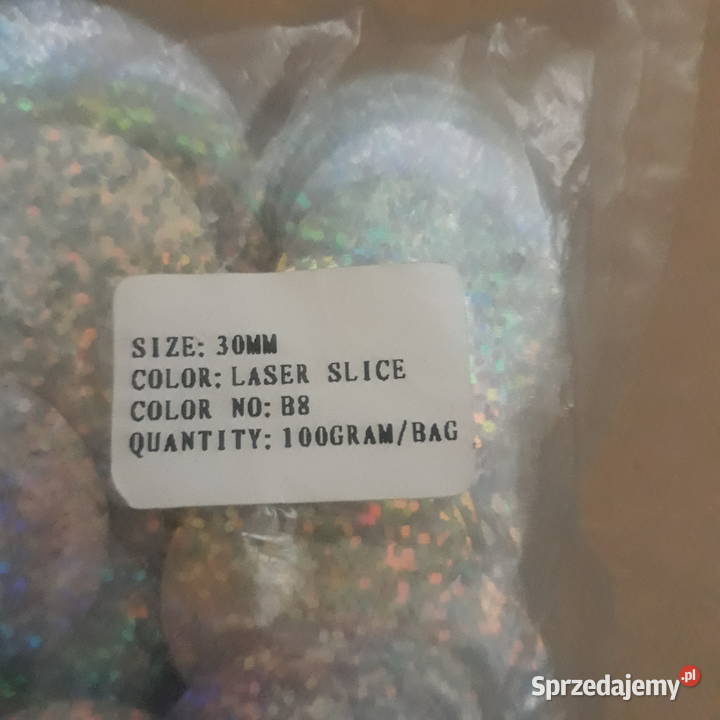 SIZE: 30MM
COLOR: LASER SLICE
COLOR NO: B8
QUANTITY: 100GRAM/BAG
Sprzedajemy.pl